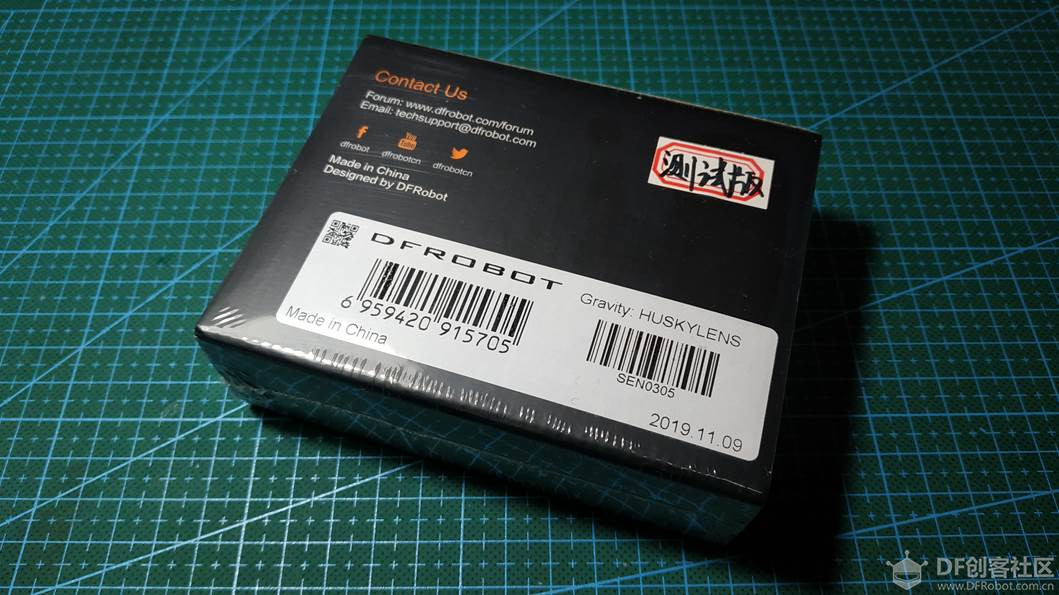 Contact Us
Forum: www.dfrobot.com/forum
Email: techsupport@dfrobot.com
You
Tube
dfrobot
dfrobotcn
dfrobotcn
Made in China
Designed by DFRobot
测试版
DFROBOT
6 959420 915705
Made in China
Gravity: HUSKYLENS
SEN0305
2019.11.09
DF创客社区
www.DFRobot.com.cn